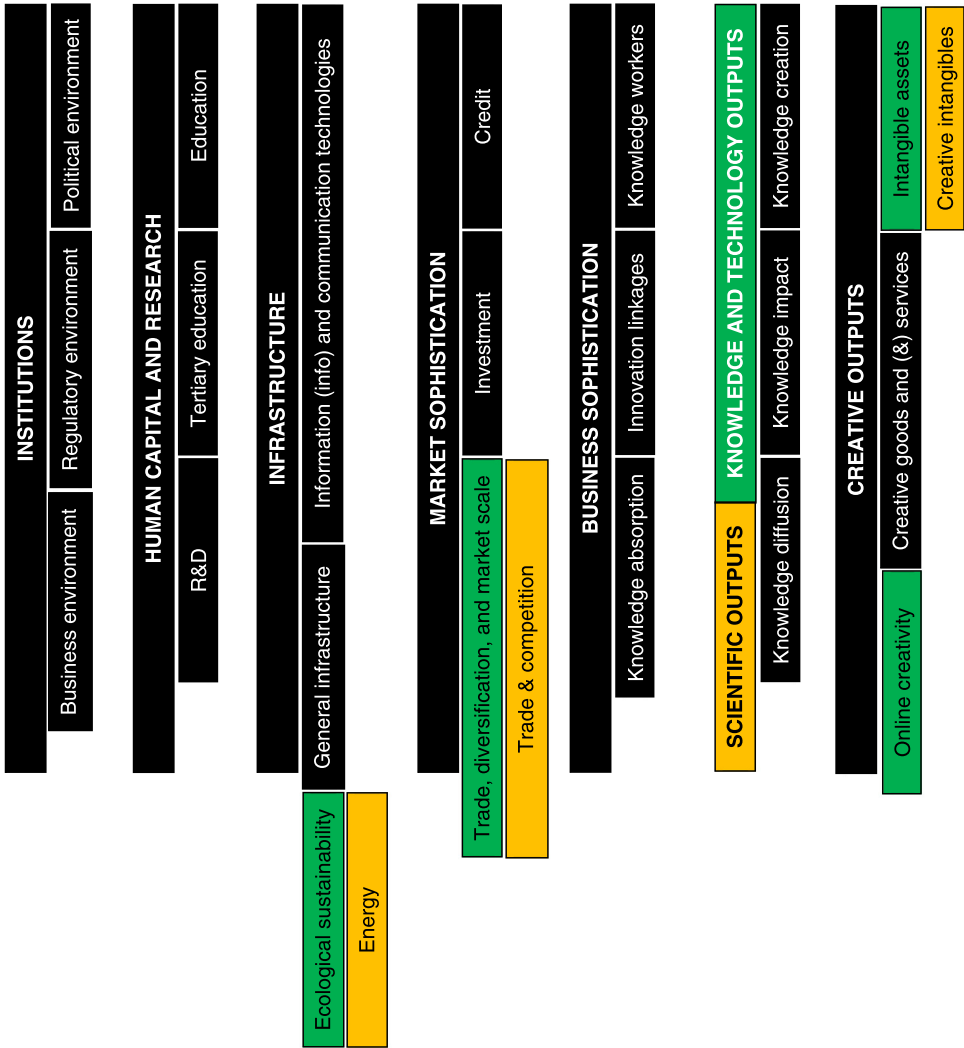 INSTITUTIONS
Political environment
Regulatory environment
Business environment
HUMAN CAPITAL AND RESEARCH
Education
Tertiary education
R&D
INFRASTRUCTURE
Information (info) and communication technologies
General infrastructure
Ecological sustainability
Energy
MARKET SOPHISTICATION
Credit
Investment
Trade, diversification, and market scale
Trade & competition
BUSINESS SOPHISTICATION
Knowledge workers
Innovation linkages
Knowledge absorption
KNOWLEDGE AND TECHNOLOGY OUTPUTS
SCIENTIFIC OUTPUTS
Knowledge creation
Knowledge impact
Knowledge diffusion
CREATIVE OUTPUTS
Intangible assets
Creative goods and (&) services
Online creativity
Creative intangibles